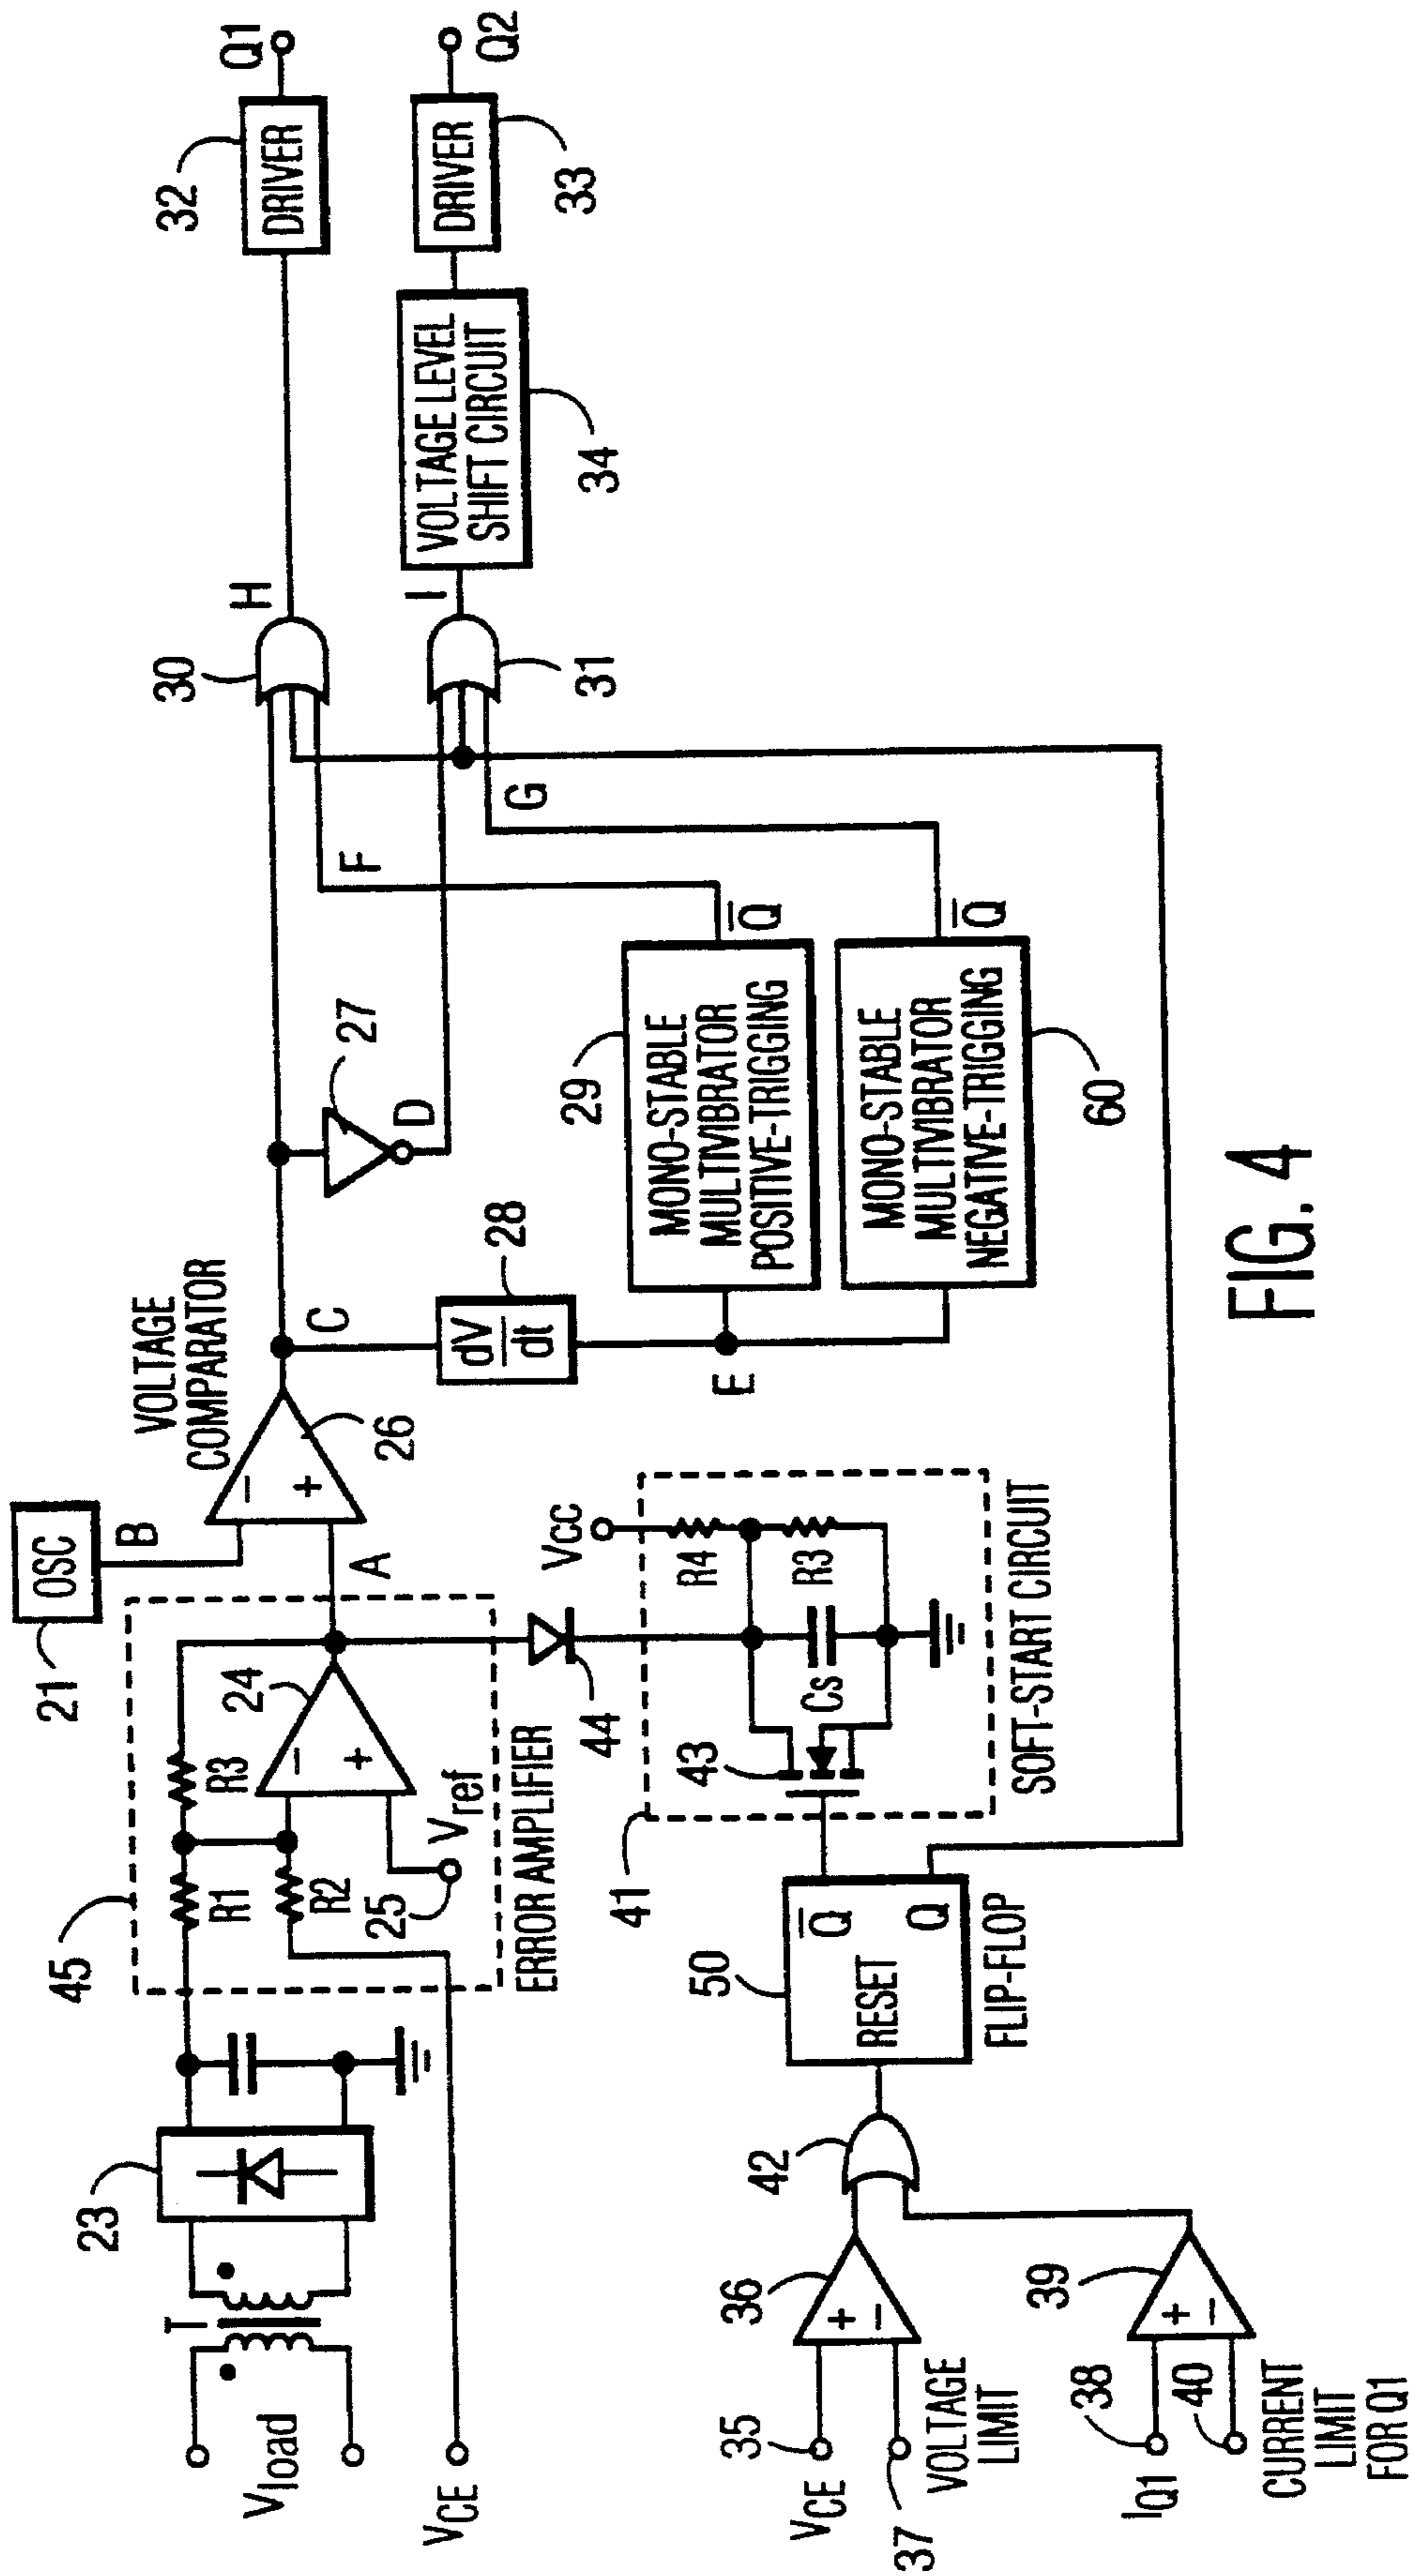 21
OSC
B
VOLTAGE
COMPARATOR
−
+
26
C
A
45
R1
R3
R2
24
−
+
25
Vref
ERROR AMPLIFIER
23
T
Vload
VCE
27
D
28
dV
dt
E
29
MONO-STABLE
MULTIVIBRATOR
POSITIVE-TRIGGING
Q̅
F
MONO-STABLE
MULTIVIBRATOR
NEGATIVE-TRIGGING
Q̅
60
G
30
H
31
I
32
DRIVER
Q1
VOLTAGE LEVEL
SHIFT CIRCUIT
34
DRIVER
33
Q2
44
VCC
R4
R3
Cs
43
41
SOFT-START CIRCUIT
50
Q̅
RESET
Q
FLIP-FLOP
42
36
+
−
35
VCE
37
VOLTAGE
LIMIT
39
+
−
38
IQ1
40
CURRENT
LIMIT
FOR Q1
FIG. 4